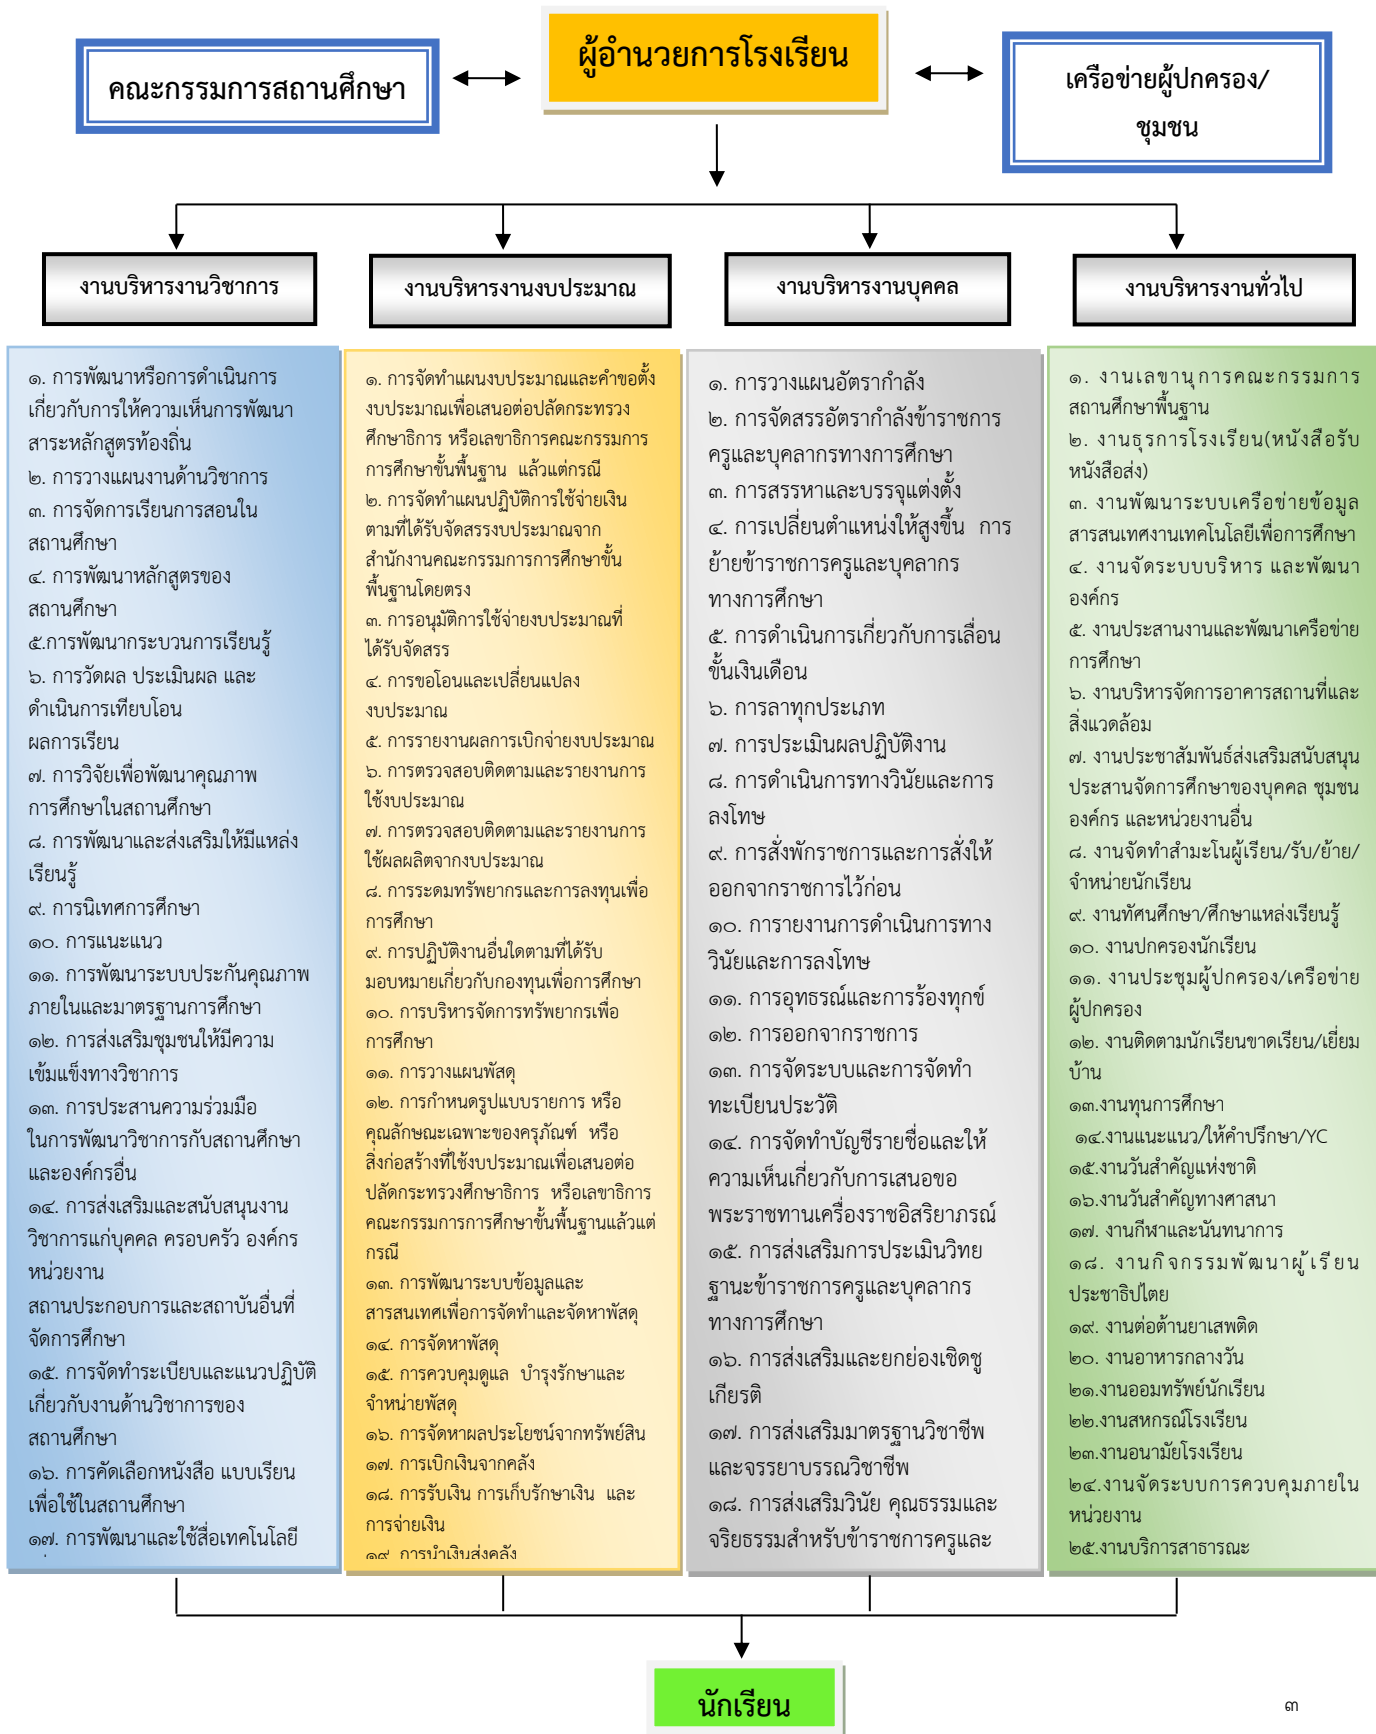 ผู้อำนวยการโรงเรียน
คณะกรรมการสถานศึกษา
เครือข่ายผู้ปกครอง/
ชุมชน
งานบริหารงานวิชาการ
งานบริหารงานงบประมาณ
งานบริหารงานบุคคล
งานบริหารงานทั่วไป
๑. การพัฒนาหรือการดำเนินการ
เกี่ยวกับการให้ความเห็นการพัฒนา
สาระหลักสูตรท้องถิ่น
๒. การวางแผนงานด้านวิชาการ
๓. การจัดการเรียนการสอนใน
สถานศึกษา
๔. การพัฒนาหลักสูตรของ
สถานศึกษา
๕.การพัฒนากระบวนการเรียนรู้
๖. การวัดผล ประเมินผล และ
ดำเนินการเทียบโอน
ผลการเรียน
๗. การวิจัยเพื่อพัฒนาคุณภาพ
การศึกษาในสถานศึกษา
๘. การพัฒนาและส่งเสริมให้มีแหล่ง
เรียนรู้
๙. การนิเทศการศึกษา
๑๐. การแนะแนว
๑๑. การพัฒนาระบบประกันคุณภาพ
ภายในและมาตรฐานการศึกษา
๑๒. การส่งเสริมชุมชนให้มีความ
เข้มแข็งทางวิชาการ
๑๓. การประสานความร่วมมือ
ในการพัฒนาวิชาการกับสถานศึกษา
และองค์กรอื่น
๑๔. การส่งเสริมและสนับสนุนงาน
วิชาการแก่บุคคล ครอบครัว องค์กร
หน่วยงาน
สถานประกอบการและสถาบันอื่นที่
จัดการศึกษา
๑๕. การจัดทำระเบียบและแนวปฏิบัติ
เกี่ยวกับงานด้านวิชาการของ
สถานศึกษา
๑๖. การคัดเลือกหนังสือ แบบเรียน
เพื่อใช้ในสถานศึกษา
๑๗. การพัฒนาและใช้สื่อเทคโนโลยี
๑. การจัดทำแผนงบประมาณและคำขอตั้ง
งบประมาณเพื่อเสนอต่อปลัดกระทรวง
ศึกษาธิการ หรือเลขาธิการคณะกรรมการ
การศึกษาขั้นพื้นฐาน แล้วแต่กรณี
๒. การจัดทำแผนปฏิบัติการใช้จ่ายเงิน
ตามที่ได้รับจัดสรรงบประมาณจาก
สำนักงานคณะกรรมการการศึกษาขั้น
พื้นฐานโดยตรง
๓. การอนุมัติการใช้จ่ายงบประมาณที่
ได้รับจัดสรร
๔. การขอโอนและเปลี่ยนแปลง
งบประมาณ
๕. การรายงานผลการเบิกจ่ายงบประมาณ
๖. การตรวจสอบติดตามและรายงานการ
ใช้งบประมาณ
๗. การตรวจสอบติดตามและรายงานการ
ใช้ผลผลิตจากงบประมาณ
๘. การระดมทรัพยากรและการลงทุนเพื่อ
การศึกษา
๙. การปฏิบัติงานอื่นใดตามที่ได้รับ
มอบหมายเกี่ยวกับกองทุนเพื่อการศึกษา
๑๐. การบริหารจัดการทรัพยากรเพื่อ
การศึกษา
๑๑. การวางแผนพัสดุ
๑๒. การกำหนดรูปแบบรายการ หรือ
คุณลักษณะเฉพาะของครุภัณฑ์ หรือ
สิ่งก่อสร้างที่ใช้งบประมาณเพื่อเสนอต่อ
ปลัดกระทรวงศึกษาธิการ หรือเลขาธิการ
คณะกรรมการการศึกษาขั้นพื้นฐานแล้วแต่
กรณี
๑๓. การพัฒนาระบบข้อมูลและ
สารสนเทศเพื่อการจัดทำและจัดหาพัสดุ
๑๔. การจัดหาพัสดุ
๑๕. การควบคุมดูแล บำรุงรักษาและ
จำหน่ายพัสดุ
๑๖. การจัดหาผลประโยชน์จากทรัพย์สิน
๑๗. การเบิกเงินจากคลัง
๑๘. การรับเงิน การเก็บรักษาเงิน และ
การจ่ายเงิน
๑๙. การนำเงินส่งคลัง
๑. การวางแผนอัตรากำลัง
๒. การจัดสรรอัตรากำลังข้าราชการ
ครูและบุคลากรทางการศึกษา
๓. การสรรหาและบรรจุแต่งตั้ง
๔. การเปลี่ยนตำแหน่งให้สูงขึ้น การ
ย้ายข้าราชการครูและบุคลากร
ทางการศึกษา
๕. การดำเนินการเกี่ยวกับการเลื่อน
ขั้นเงินเดือน
๖. การลาทุกประเภท
๗. การประเมินผลปฏิบัติงาน
๘. การดำเนินการทางวินัยและการ
ลงโทษ
๙. การสั่งพักราชการและการสั่งให้
ออกจากราชการไว้ก่อน
๑๐. การายงานการดำเนินการทาง
วินัยและการลงโทษ
๑๑. การอุทธรณ์และการร้องทุกข์
๑๒. การออกจากราชการ
๑๓. การจัดระบบและการจัดทำ
ทะเบียนประวัติ
๑๔. การจัดทำบัญชีรายชื่อและให้
ความเห็นเกี่ยวกับการเสนอขอ
พระราชทานเครื่องราชอิสริยาภรณ์
๑๕. การส่งเสริมการประเมินวิทย
ฐานะข้าราชการครูและบุคลากร
ทางการศึกษา
๑๖. การส่งเสริมและยกย่องเชิดชู
เกียรติ
๑๗. การส่งเสริมมาตรฐานวิชาชีพ
และจรรยาบรรณวิชาชีพ
๑๘. การส่งเสริมวินัย คุณธรรมและ
จริยธรรมสำหรับข้าราชการครูและ
๑. งานเลขานุการคณะกรรมการ
สถานศึกษาพื้นฐาน
๒. งานธุรการโรงเรียน(หนังสือรับ
หนังสือส่ง)
๓. งานพัฒนาระบบเครือข่ายข้อมูล
สารสนเทศงานเทคโนโลยีเพื่อการศึกษา
๔. งานจัดระบบบริหาร และพัฒนา
องค์กร
๕. งานประสานงานและพัฒนาเครือข่าย
การศึกษา
๖. งานบริหารจัดการอาคารสถานที่และ
สิ่งแวดล้อม
๗. งานประชาสัมพันธ์ส่งเสริมสนับสนุน
ประสานจัดการศึกษาของบุคคล ชุมชน
องค์กร และหน่วยงานอื่น
๘. งานจัดทำสำมะโนผู้เรียน/รับ/ย้าย/
จำหน่ายนักเรียน
๙. งานทัศนศึกษา/ศึกษาแหล่งเรียนรู้
๑๐. งานปกครองนักเรียน
๑๑. งานประชุมผู้ปกครอง/เครือข่าย
ผู้ปกครอง
๑๒. งานติดตามนักเรียนขาดเรียน/เยี่ยม
บ้าน
๑๓.งานทุนการศึกษา
๑๔.งานแนะแนว/ให้คำปรึกษา/YC
๑๕.งานวันสำคัญแห่งชาติ
๑๖.งานวันสำคัญทางศาสนา
๑๗. งานกีฬาและนันทนาการ
๑๘. งานกิจกรรมพัฒนาผู้เรียน
ประชาธิปไตย
๑๙. งานต่อต้านยาเสพติด
๒๐. งานอาหารกลางวัน
๒๑.งานออมทรัพย์นักเรียน
๒๒.งานสหกรณ์โรงเรียน
๒๓.งานอนามัยโรงเรียน
๒๔.งานจัดระบบการควบคุมภายใน
หน่วยงาน
๒๕.งานบริการสาธารณะ
นักเรียน
๓